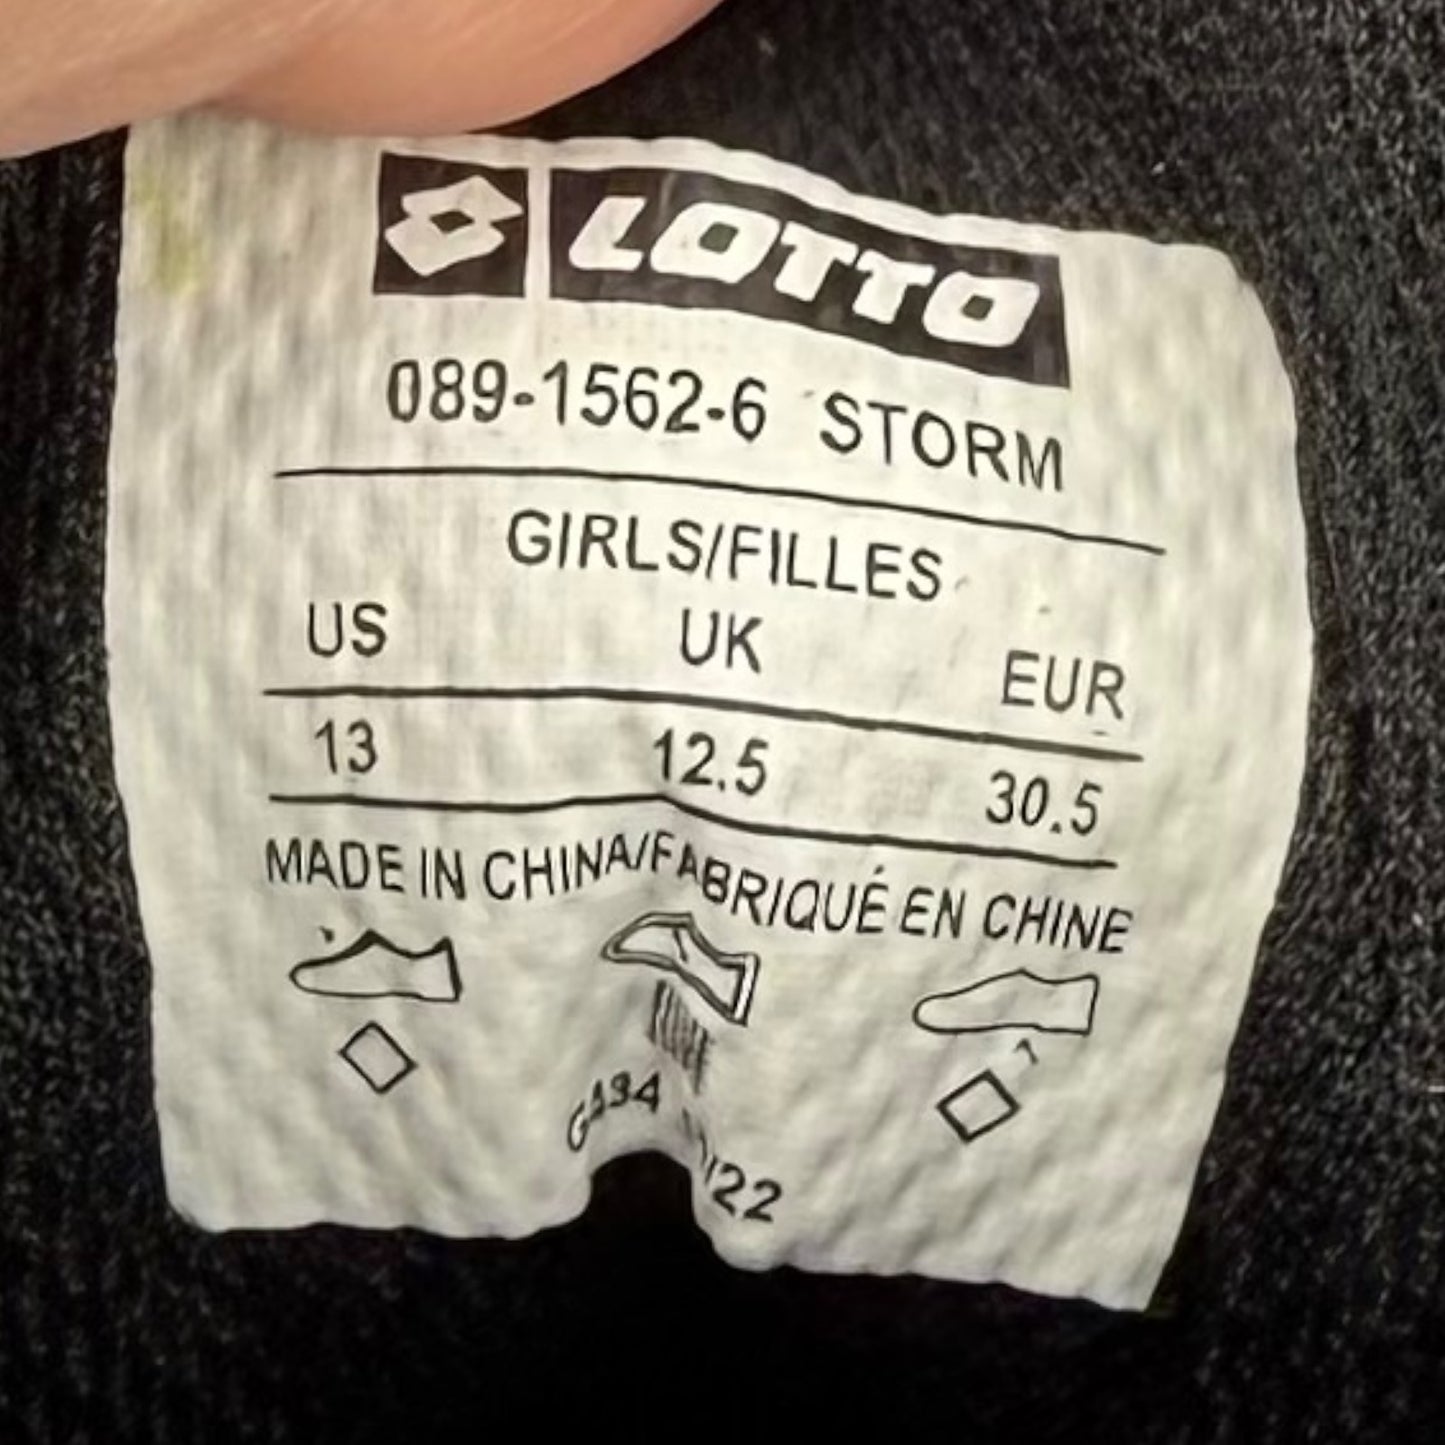 LOTTO
089-1562-6 STORM
GIRLS/FILLES
US UK EUR
13 12.5 30.5
MADE IN CHINA/FABRIQUÉ EN CHINE